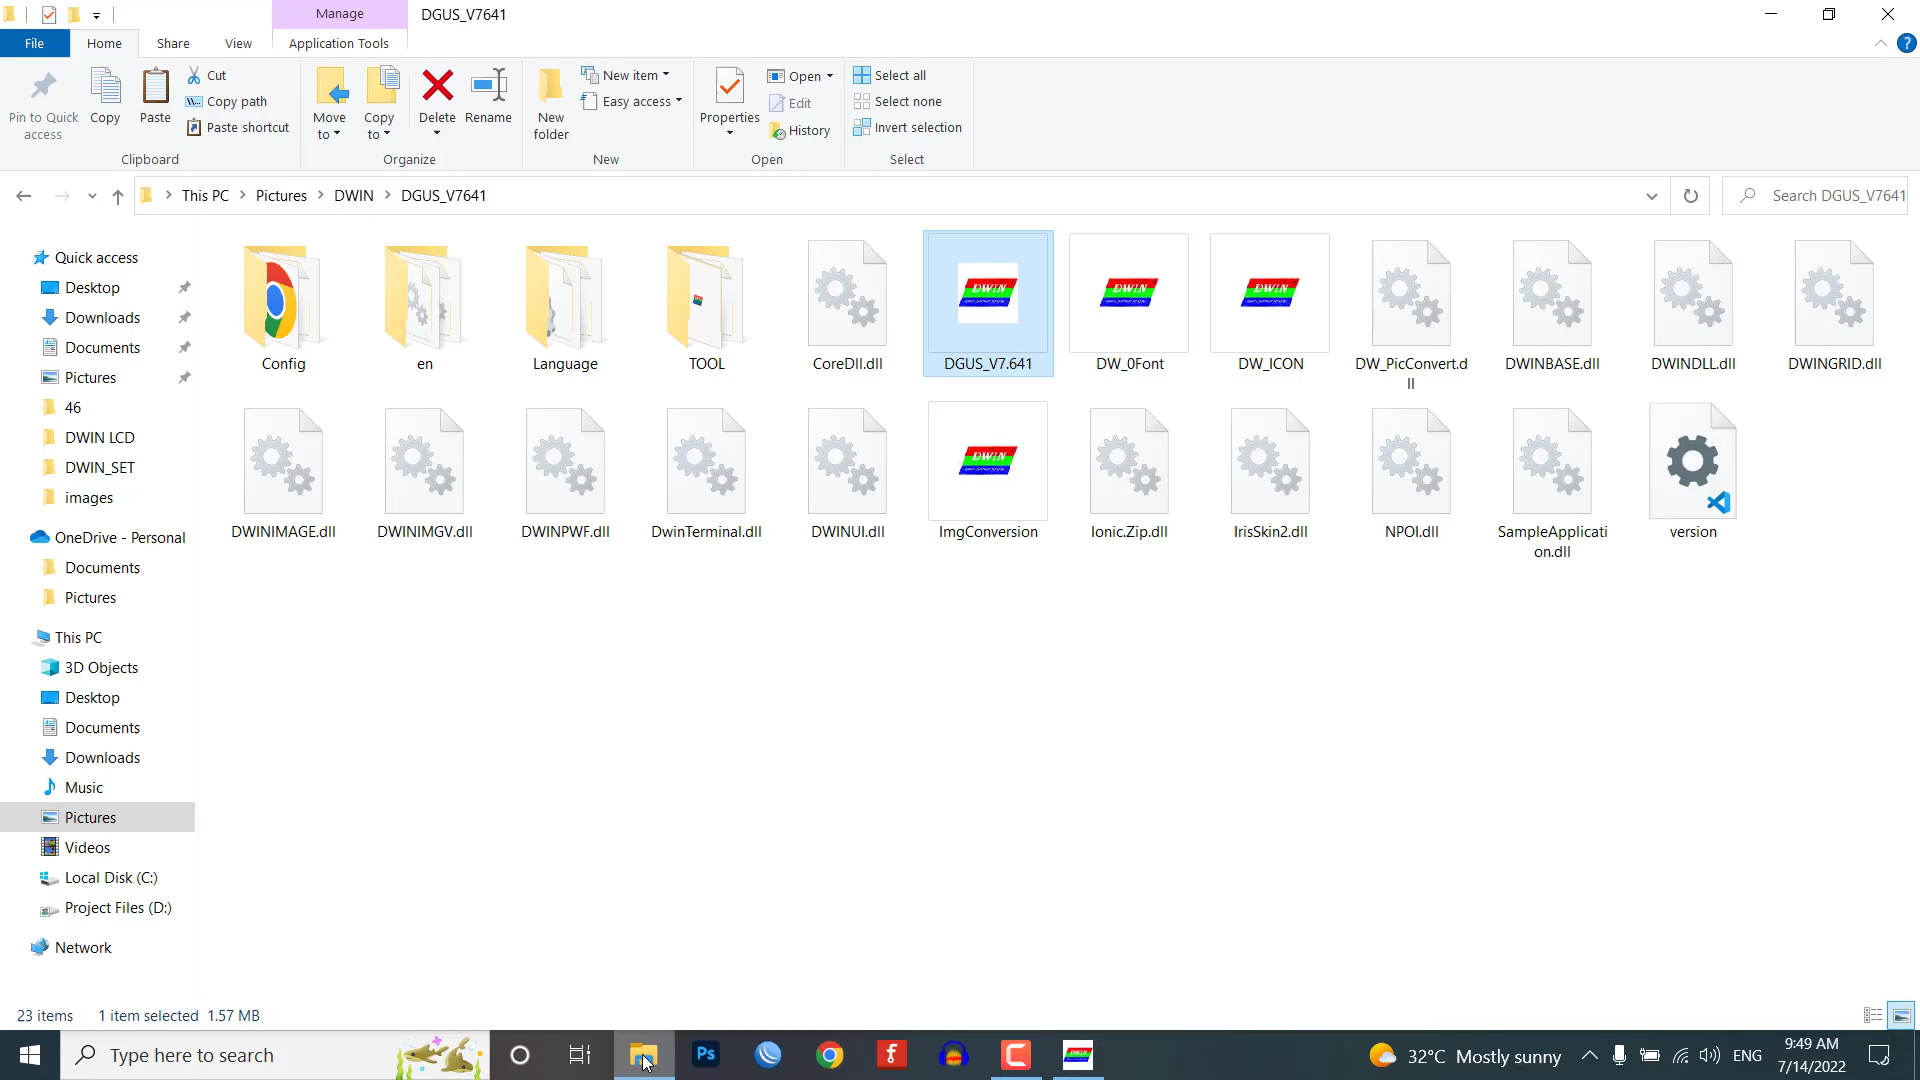 Manage
DGUS_V7641
File
Home
Share
View
Application Tools
Pin to Quick access
Copy
Paste
Cut
Copy path
Paste shortcut
Clipboard
Move to
Copy to
Delete
Rename
Organize
New folder
New item
Easy access
New
Properties
Open
Edit
History
Open
Select all
Select none
Invert selection
Select
This PC
Pictures
DWIN
DGUS_V7641
Search DGUS_V7641
Quick access
Desktop
Downloads
Documents
Pictures
46
DWIN LCD
DWIN_SET
images
OneDrive - Personal
Documents
Pictures
This PC
3D Objects
Desktop
Documents
Downloads
Music
Pictures
Videos
Local Disk (C:)
Project Files (D:)
Network
Config
en
Language
TOOL
CoreDll.dll
DWIN
DGUS_V7.641
DWIN
DW_0Font
DWIN
DW_ICON
DW_PicConvert.d
ll
DWINBASE.dll
DWINDLL.dll
DWINGRID.dll
DWINIMAGE.dll
DWINIMGV.dll
DWINPWF.dll
DwinTerminal.dll
DWINUI.dll
DWIN
ImgConversion
Ionic.Zip.dll
IrisSkin2.dll
NPOI.dll
SampleApplicati
on.dll
version
23 items
1 item selected 1.57 MB
Type here to search
Ps
f
DWIN
32°C Mostly sunny
ENG
9:49 AM
7/14/2022